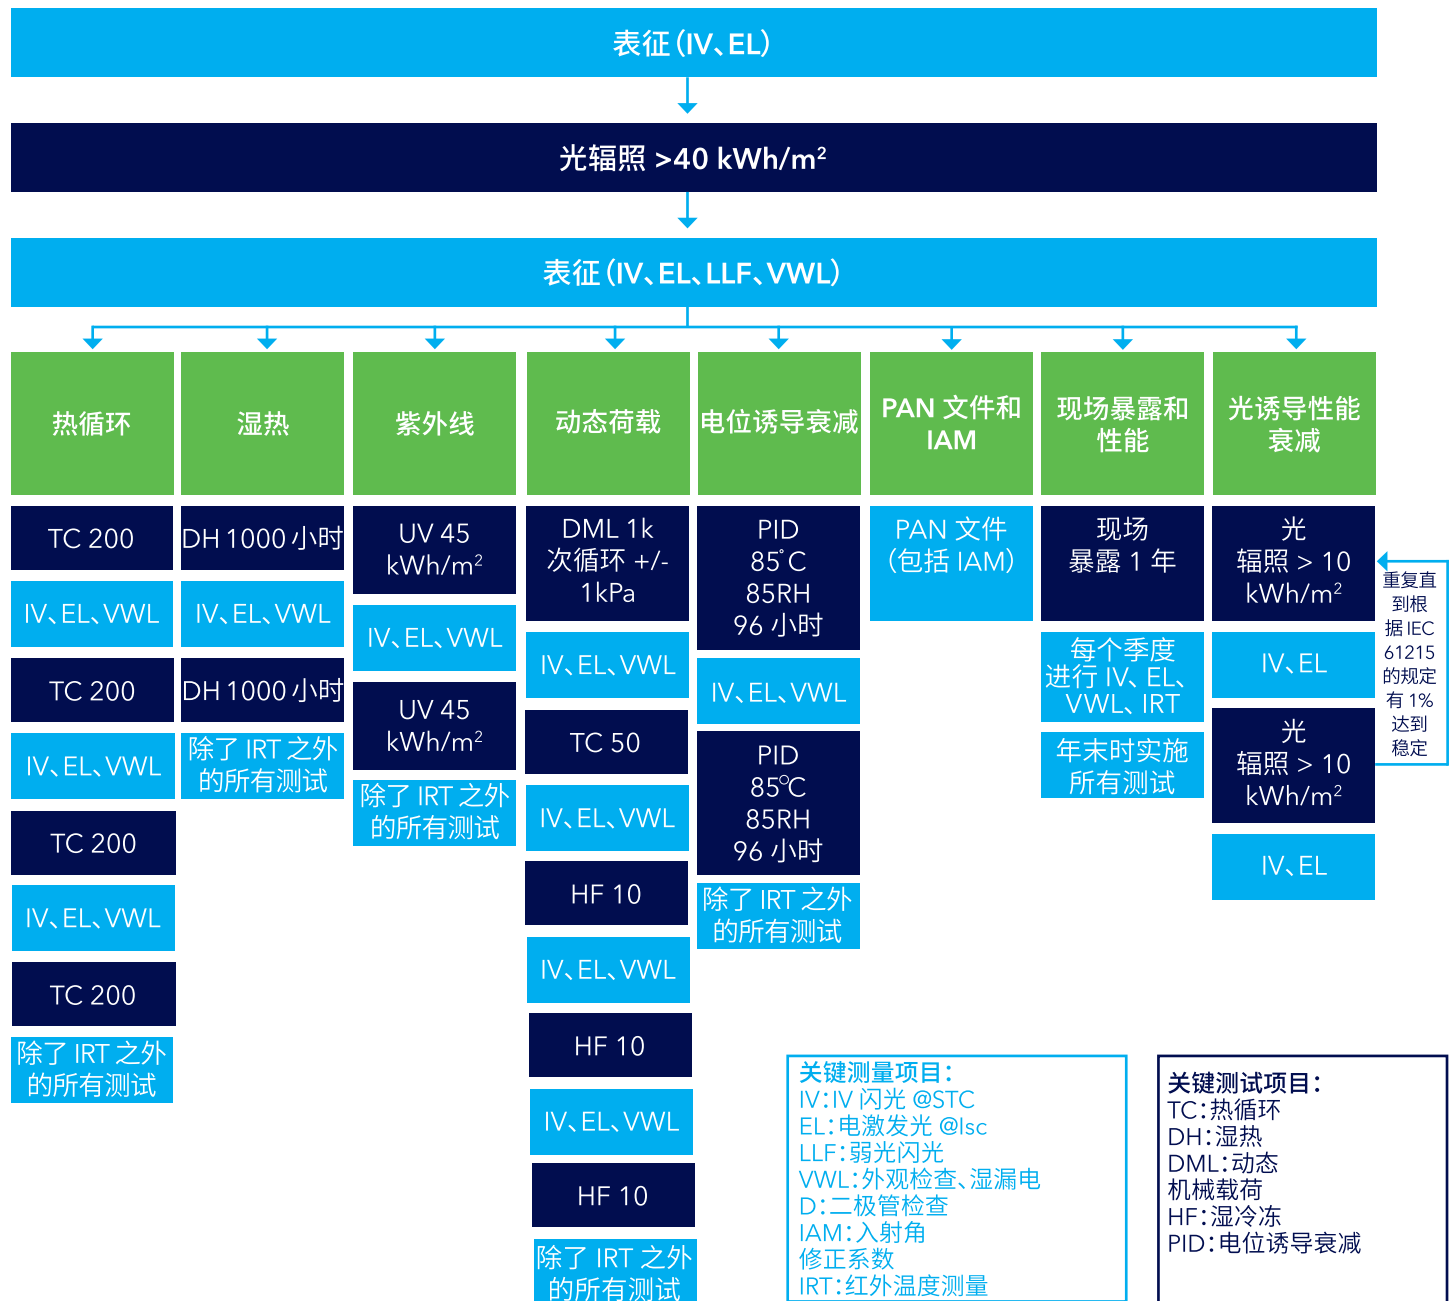 表征（IV、EL）
光辐照 >40 kWh/m²
表征（IV、EL、LLF、VWL）
热循环
TC 200
IV、EL、VWL
TC 200
IV、EL、VWL
TC 200
IV、EL、VWL
TC 200
除了 IRT 之外
的所有测试
湿热
DH 1000 小时
IV、EL、VWL
DH 1000 小时
除了 IRT 之外
的所有测试
紫外线
UV 45
kWh/m²
IV、EL、VWL
UV 45
kWh/m²
除了 IRT 之外
的所有测试
动态荷载
DML 1k
次循环 +/-
1kPa
IV、EL、VWL
TC 50
IV、EL、VWL
HF 10
IV、EL、VWL
HF 10
IV、EL、VWL
HF 10
除了 IRT 之外
的所有测试
电位诱导衰减
PID
85°C
85RH
96 小时
IV、EL、VWL
PID
85°C
85RH
96 小时
除了 IRT 之外
的所有测试
PAN 文件和
IAM
PAN 文件
（包括 IAM）
现场暴露和
性能
现场
暴露 1 年
每个季度
进行 IV、EL、
VWL、IRT
年末时实施
所有测试
光诱导性能
衰减
光
辐照 > 10
kWh/m²
IV、EL
光
辐照 > 10
kWh/m²
IV、EL
重复直
到根
据 IEC
61215
的规定
有 1%
达到
稳定
关键测量项目：
IV：IV 闪光 @STC
EL：电激发光 @Isc
LLF：弱光闪光
VWL：外观检查、湿漏电
D：二极管检查
IAM：入射角
修正系数
IRT：红外温度测量
关键测试项目：
TC：热循环
DH：湿热
DML：动态
机械载荷
HF：湿冷冻
PID：电位诱导衰减